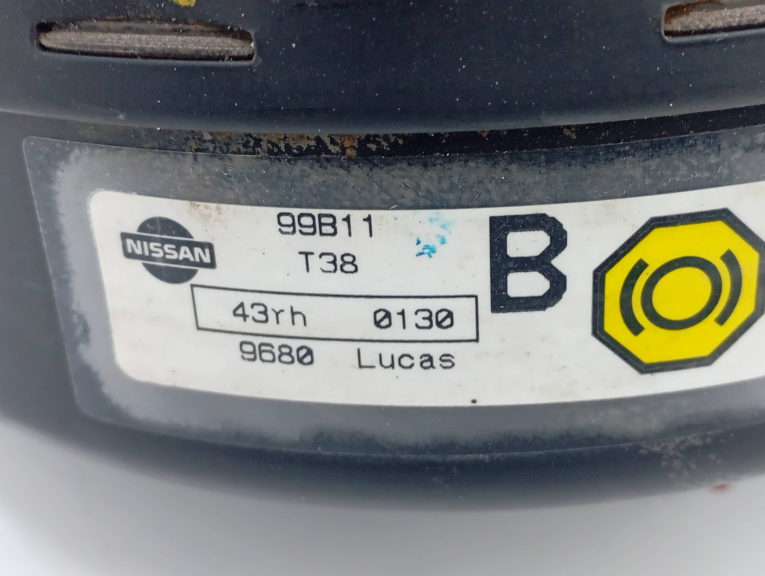 NISSAN
99B11
T38
43rh 0130
9680 Lucas
B